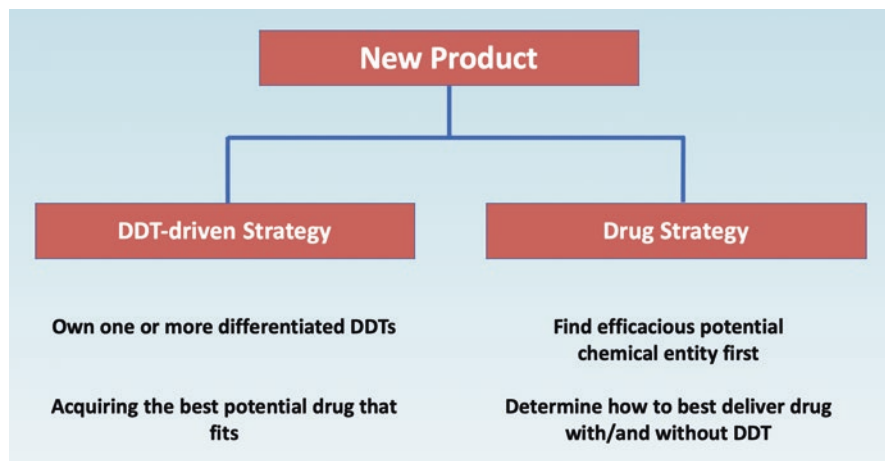 New Product
DDT-driven Strategy
Own one or more differentiated DDTs
Acquiring the best potential drug that
fits
Drug Strategy
Find efficacious potential
chemical entity first
Determine how to best deliver drug
with/and without DDT